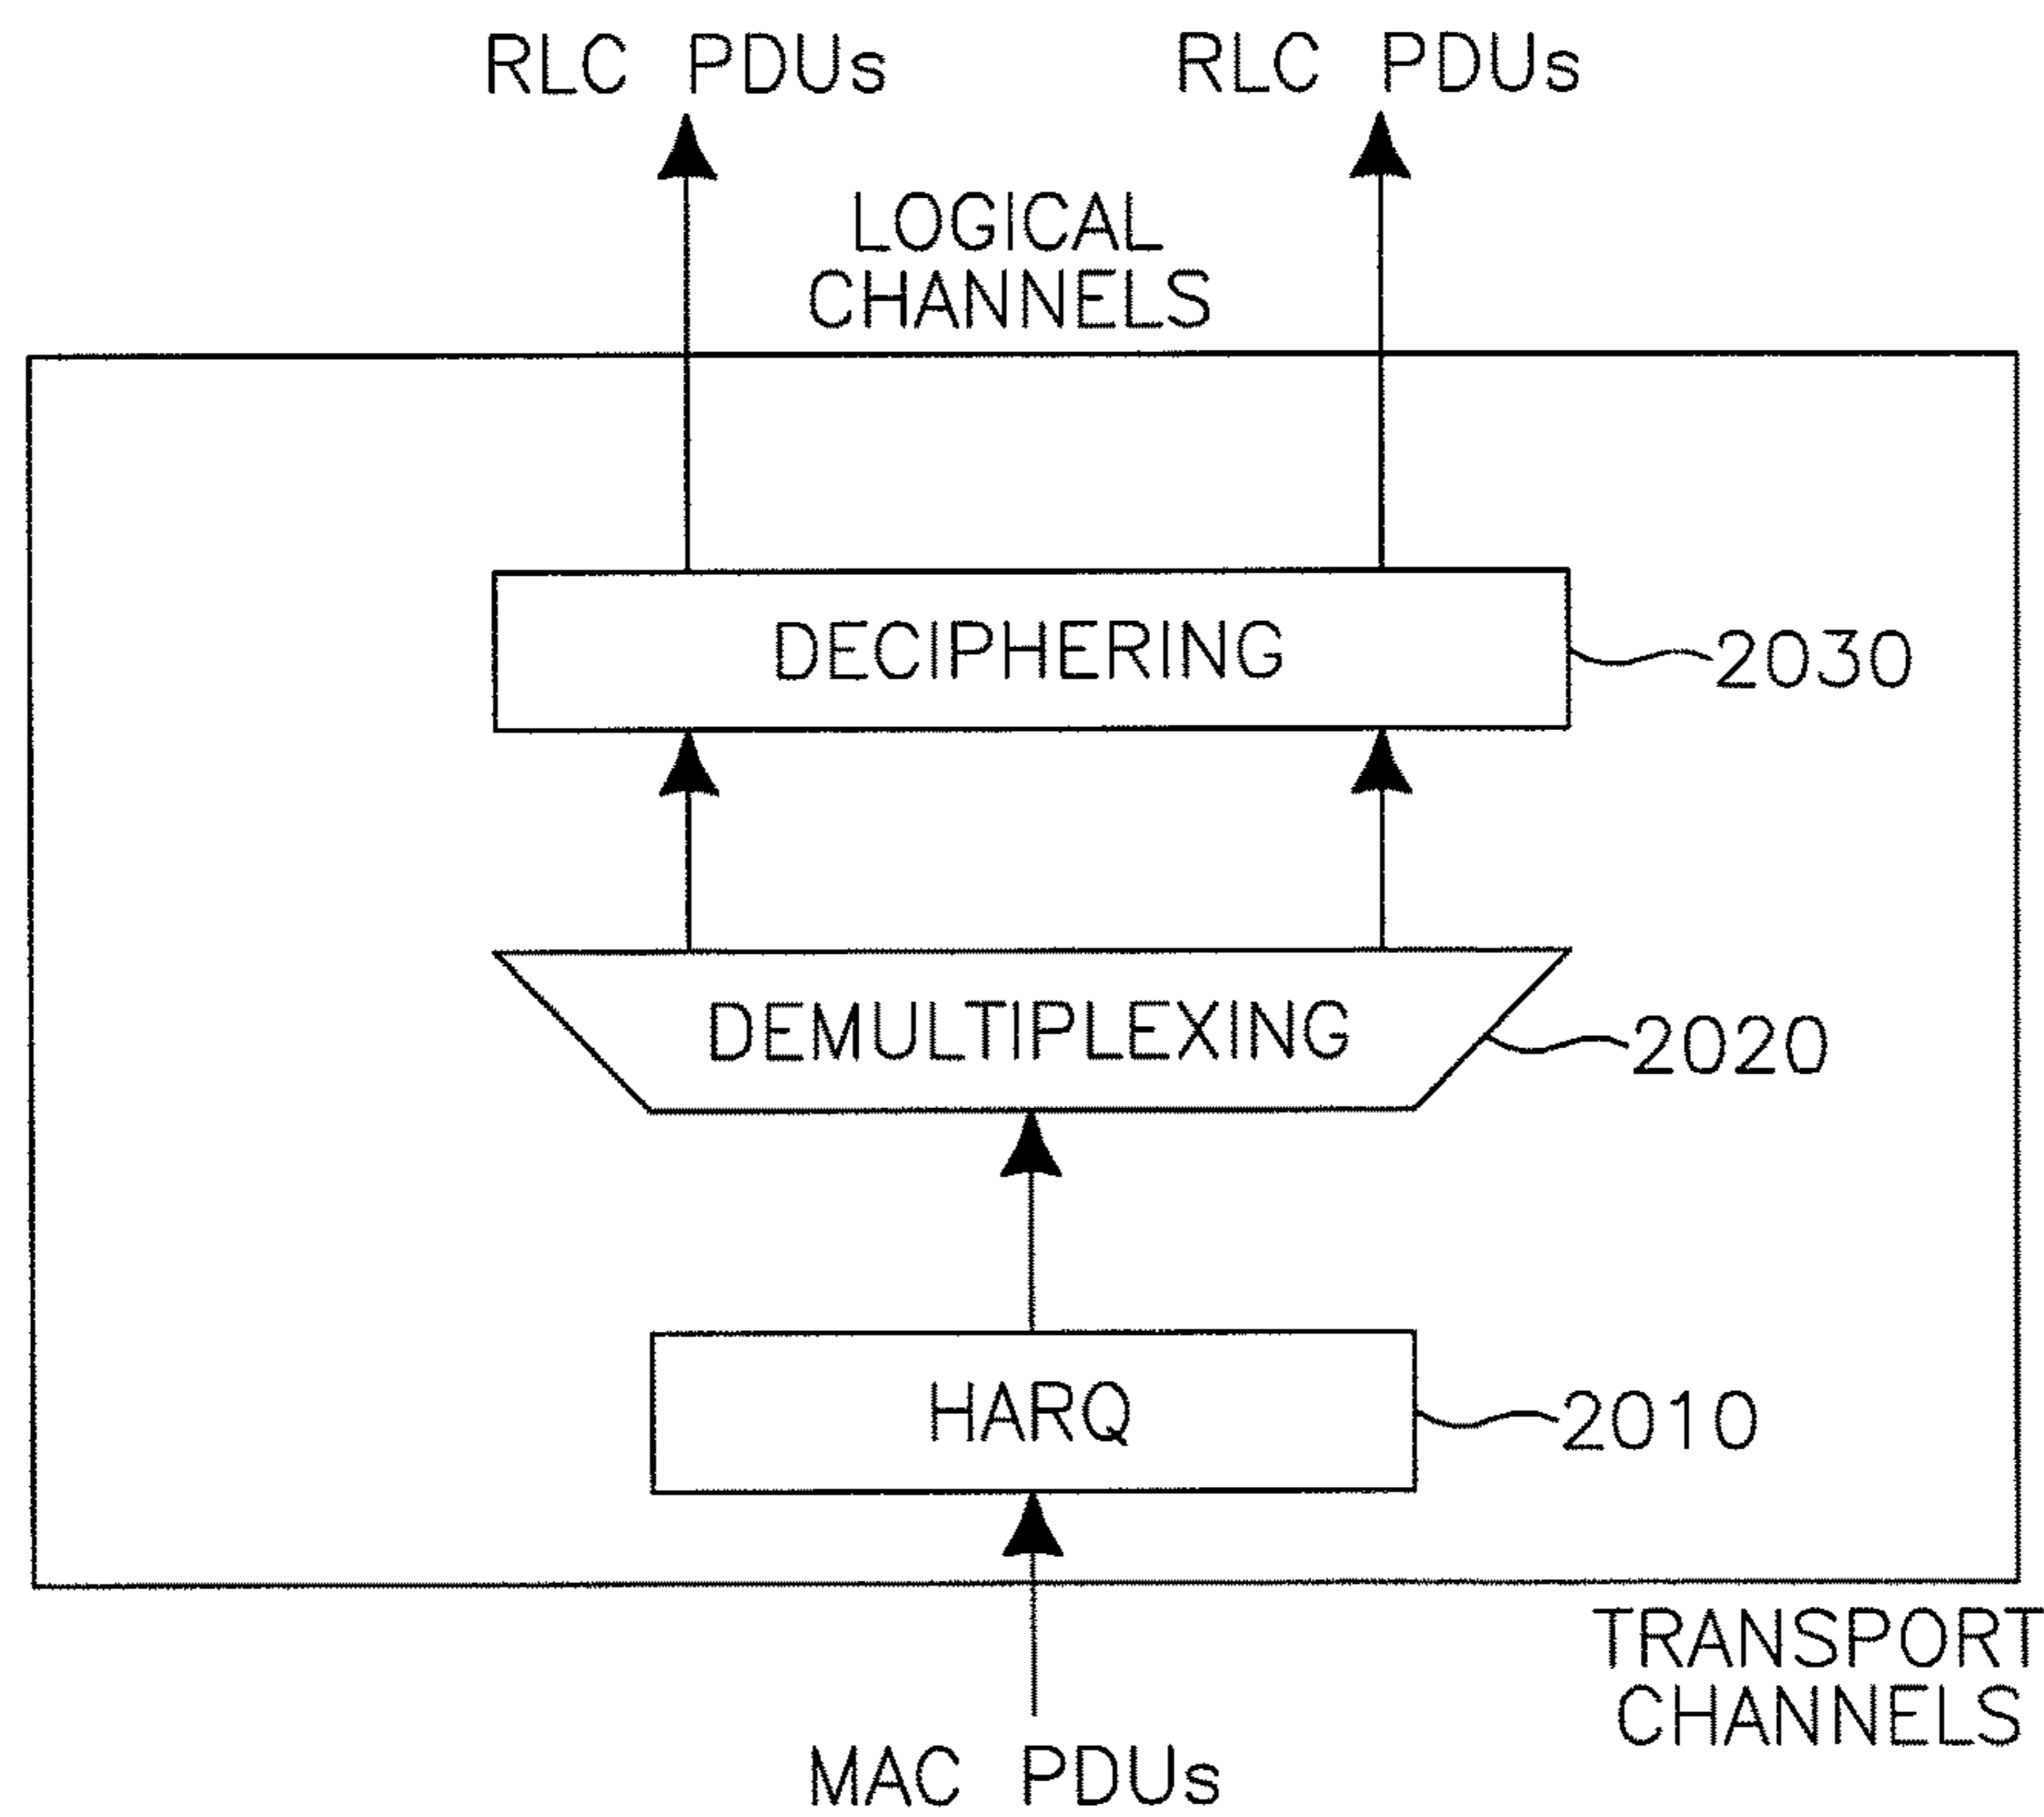 RLC PDUs
RLC PDUs
LOGICAL
CHANNELS
DECIPHERING
2030
DEMULTIPLEXING
2020
HARQ
2010
TRANSPORT
CHANNELS
MAC PDUs